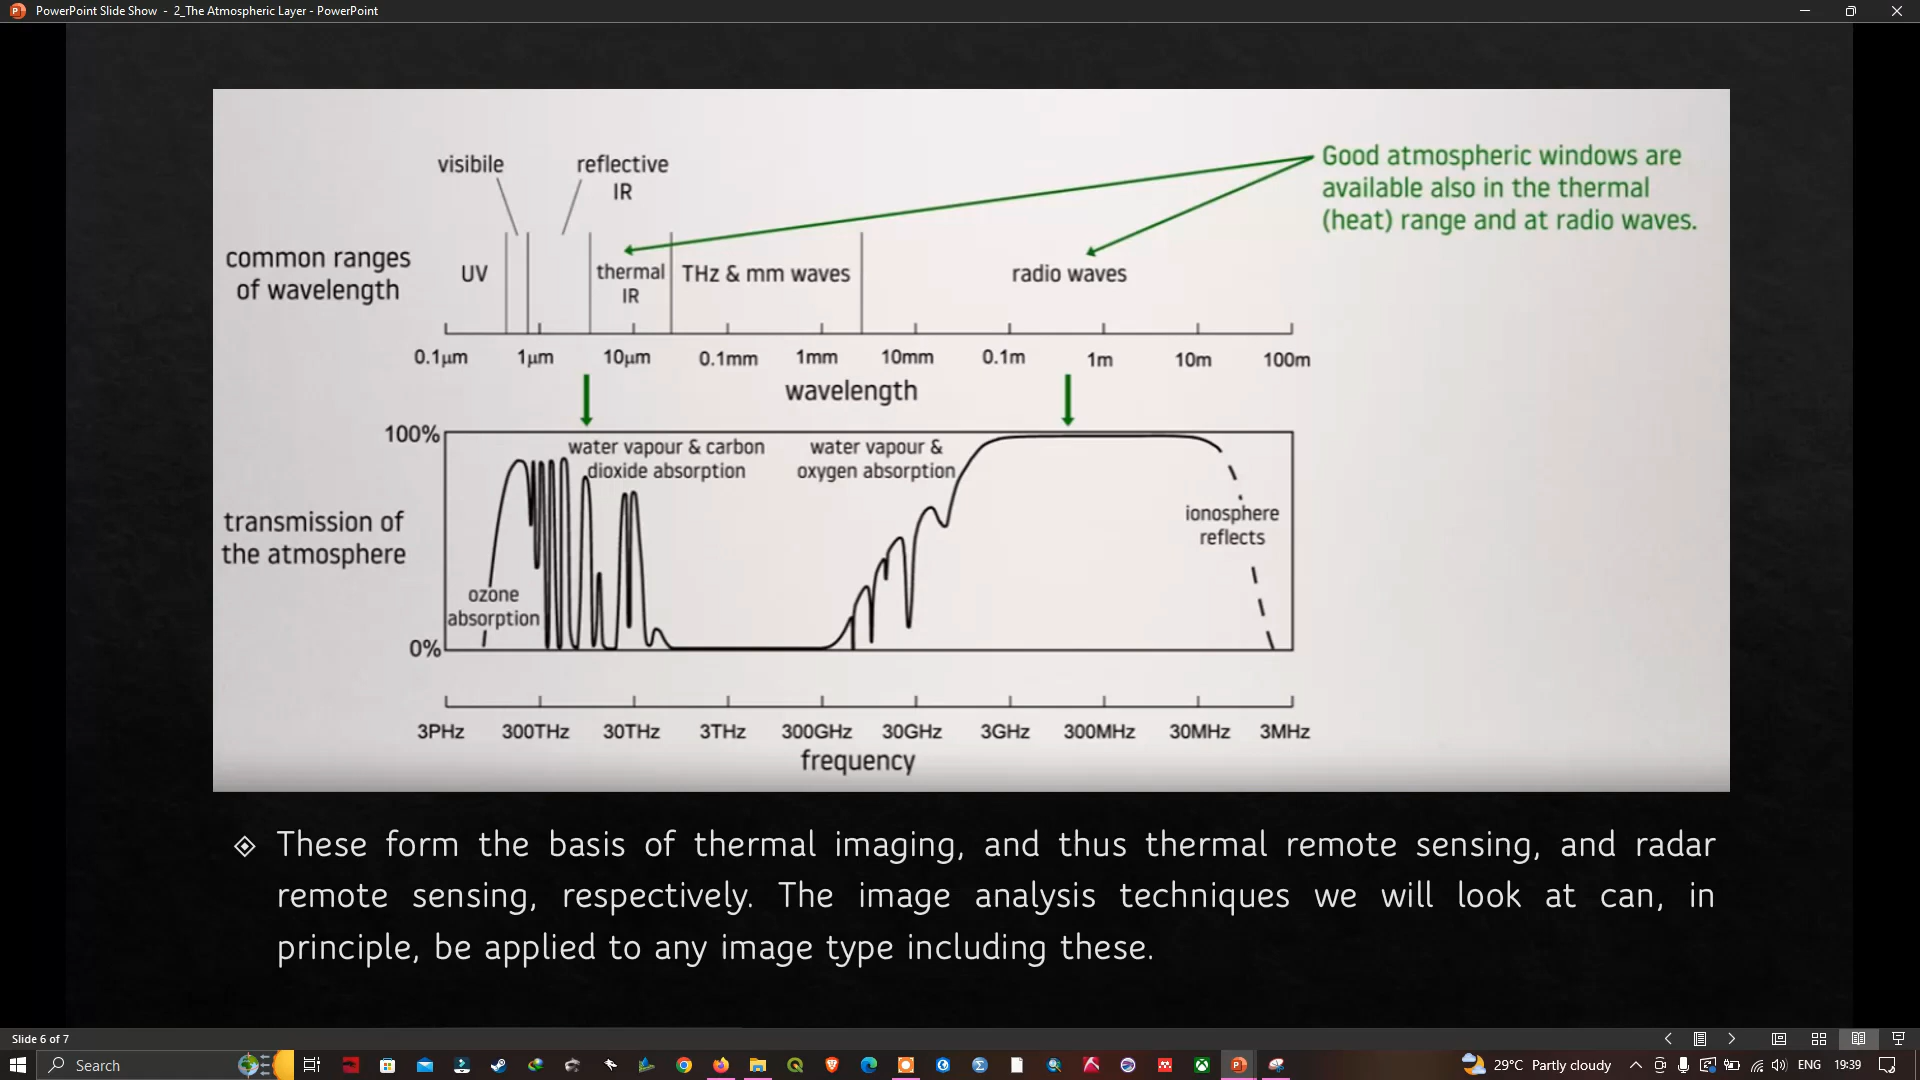 PowerPoint Slide Show - 2_The Atmospheric Layer - PowerPoint
visibile
reflective
IR
Good atmospheric windows are
available also in the thermal
(heat) range and at radio waves.
common ranges
of wavelength
UV
thermal
IR
THz & mm waves
radio waves
0.1μm 1μm 10μm 0.1mm 1mm 10mm 0.1m 1m 10m 100m
wavelength
100%
water vapour & carbon
dioxide absorption
water vapour &
oxygen absorption
transmission of
the atmosphere
ionosphere
reflects
ozone
absorption
0%
3PHz 300THz 30THz 3THz 300GHz 30GHz 3GHz 300MHz 30MHz 3MHz
frequency
These form the basis of thermal imaging, and thus thermal remote sensing, and radar
remote sensing, respectively. The image analysis techniques we will look at can, in
principle, be applied to any image type including these.
Slide 6 of 7
Search
29°C Partly cloudy
ENG
19:39